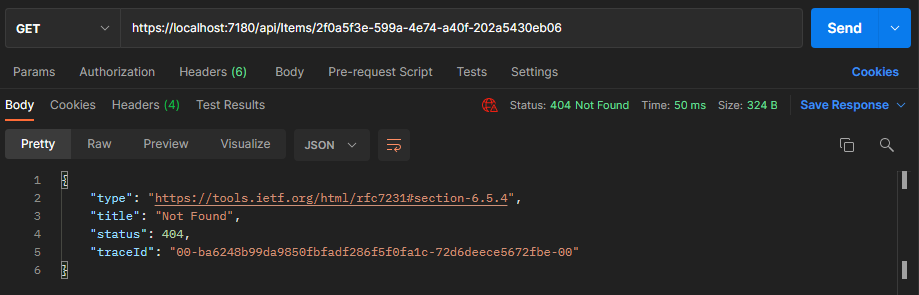 GET https://localhost:7180/api/Items/2f0a5f3e-599a-4e74-a40f-202a5430eb06 Send
Params Authorization Headers (6) Body Pre-request Script Tests Settings Cookies
Body Cookies Headers (4) Test Results Status: 404 Not Found Time: 50 ms Size: 324 B Save Response
Pretty Raw Preview Visualize JSON
1 {
2 "type": "https://tools.ietf.org/html/rfc7231#section-6.5.4",
3 "title": "Not Found",
4 "status": 404,
5 "traceId": "00-ba6248b99da9850fbfadf286f5f0fa1c-72d6deece5672fbe-00"
6 }